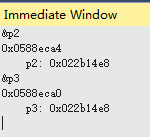 Immediate Window
&p2
0x0588eca4
p2: 0x022b14e8
&p3
0x0588eca0
p3: 0x022b14e8